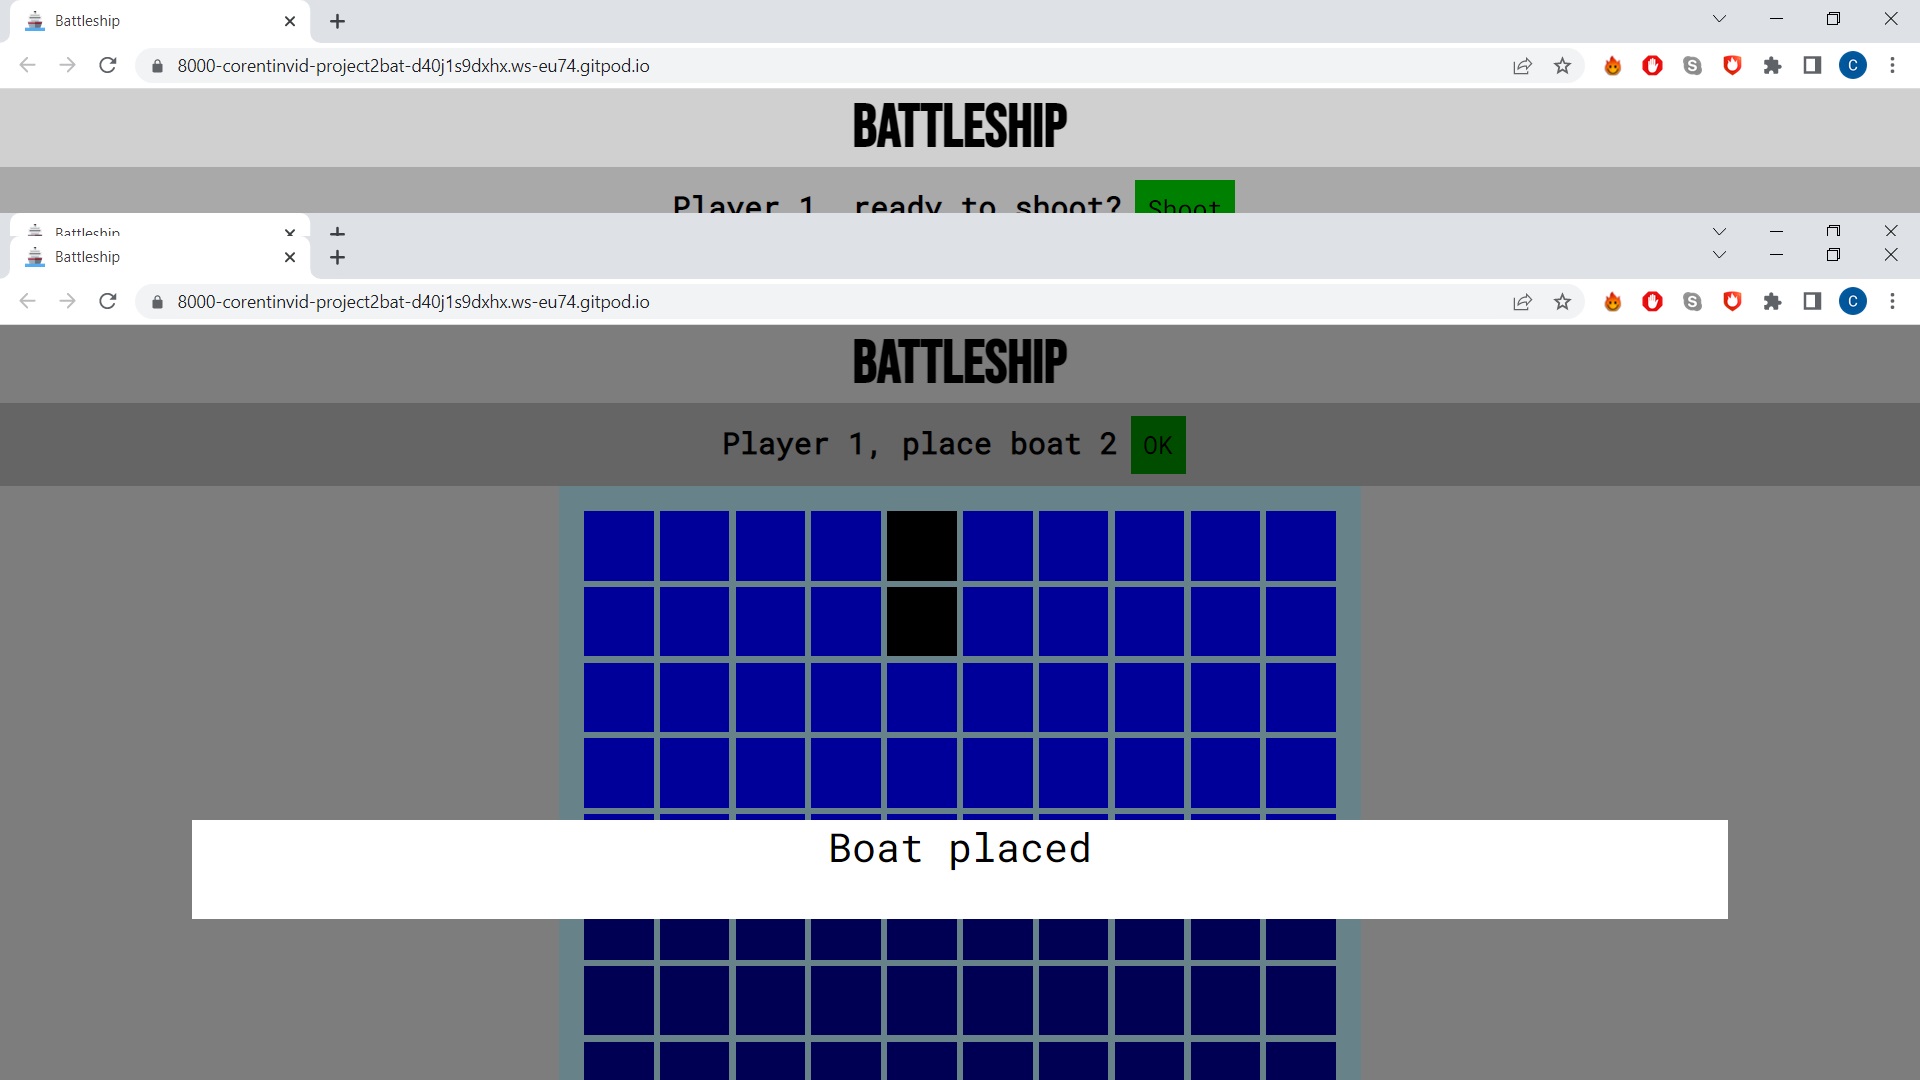 Battleship
8000-corentinvid-project2bat-d40j1s9dxhx.ws-eu74.gitpod.io
C
BATTLESHIP
Player 1, ready to shoot? Shoot
Battleship
Battleship
8000-corentinvid-project2bat-d40j1s9dxhx.ws-eu74.gitpod.io
C
BATTLESHIP
Player 1, place boat 2 OK
Boat placed